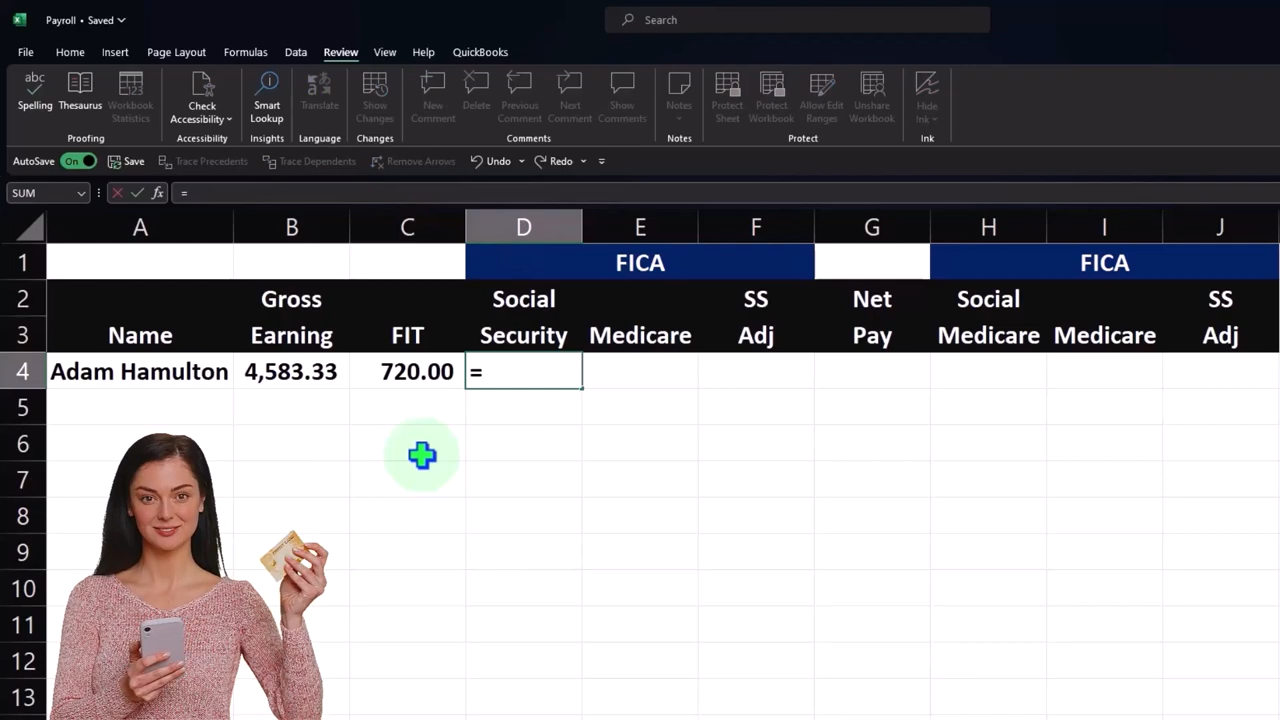 Payroll • Saved
Search
File Home Insert Page Layout Formulas Data Review View Help QuickBooks
abc
Spelling Thesaurus Workbook Statistics Check Accessibility Smart Lookup Translate Show Changes New Comment Delete Previous Comment Next Comment Show Comments Notes Protect Sheet Protect Workbook Allow Edit Ranges Unshare Workbook Hide Ink
Proofing Accessibility Insights Language Changes Comments Notes Protect Ink
AutoSave On Save Trace Precedents Trace Dependents Remove Arrows Undo Redo
SUM fx =
A B C D E F G H I J
1 FICA FICA
2 Gross Social SS Net Social SS
3 Name Earning FIT Security Medicare Adj Pay Medicare Medicare Adj
4 Adam Hamulton 4,583.33 720.00 =
5
6
7
8
9
10
11
12
13